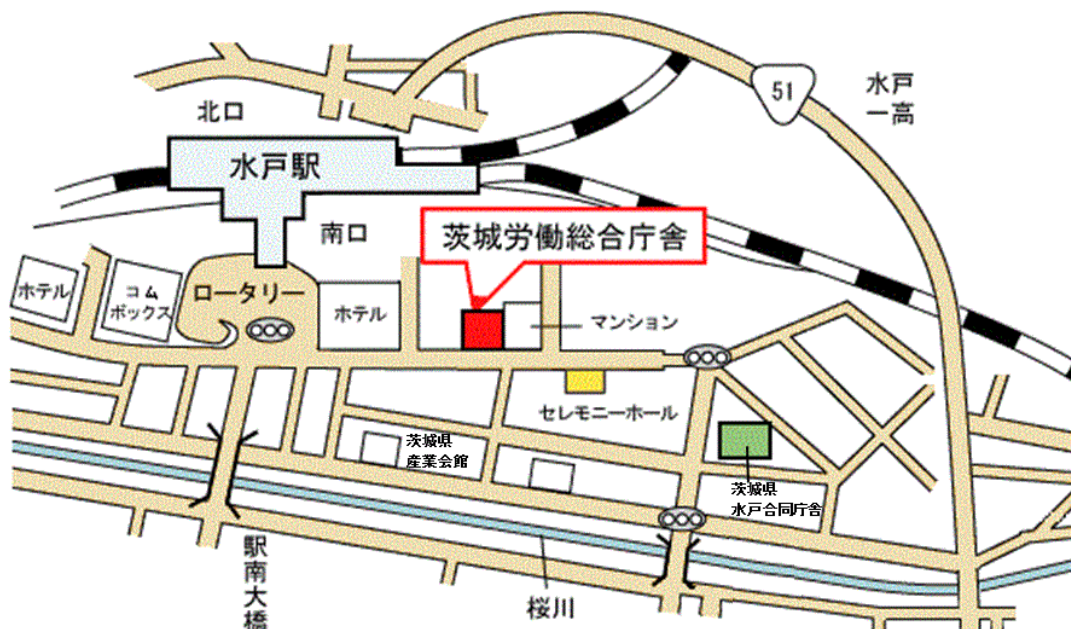 51
水戸
一高
北口
水戸駅
南口
茨城労働総合庁舎
ホテル
コム
ボックス
ロータリー
ホテル
マンション
セレモニーホール
茨城県
産業会館
茨城県
水戸合同庁舎
駅南大橋
桜川